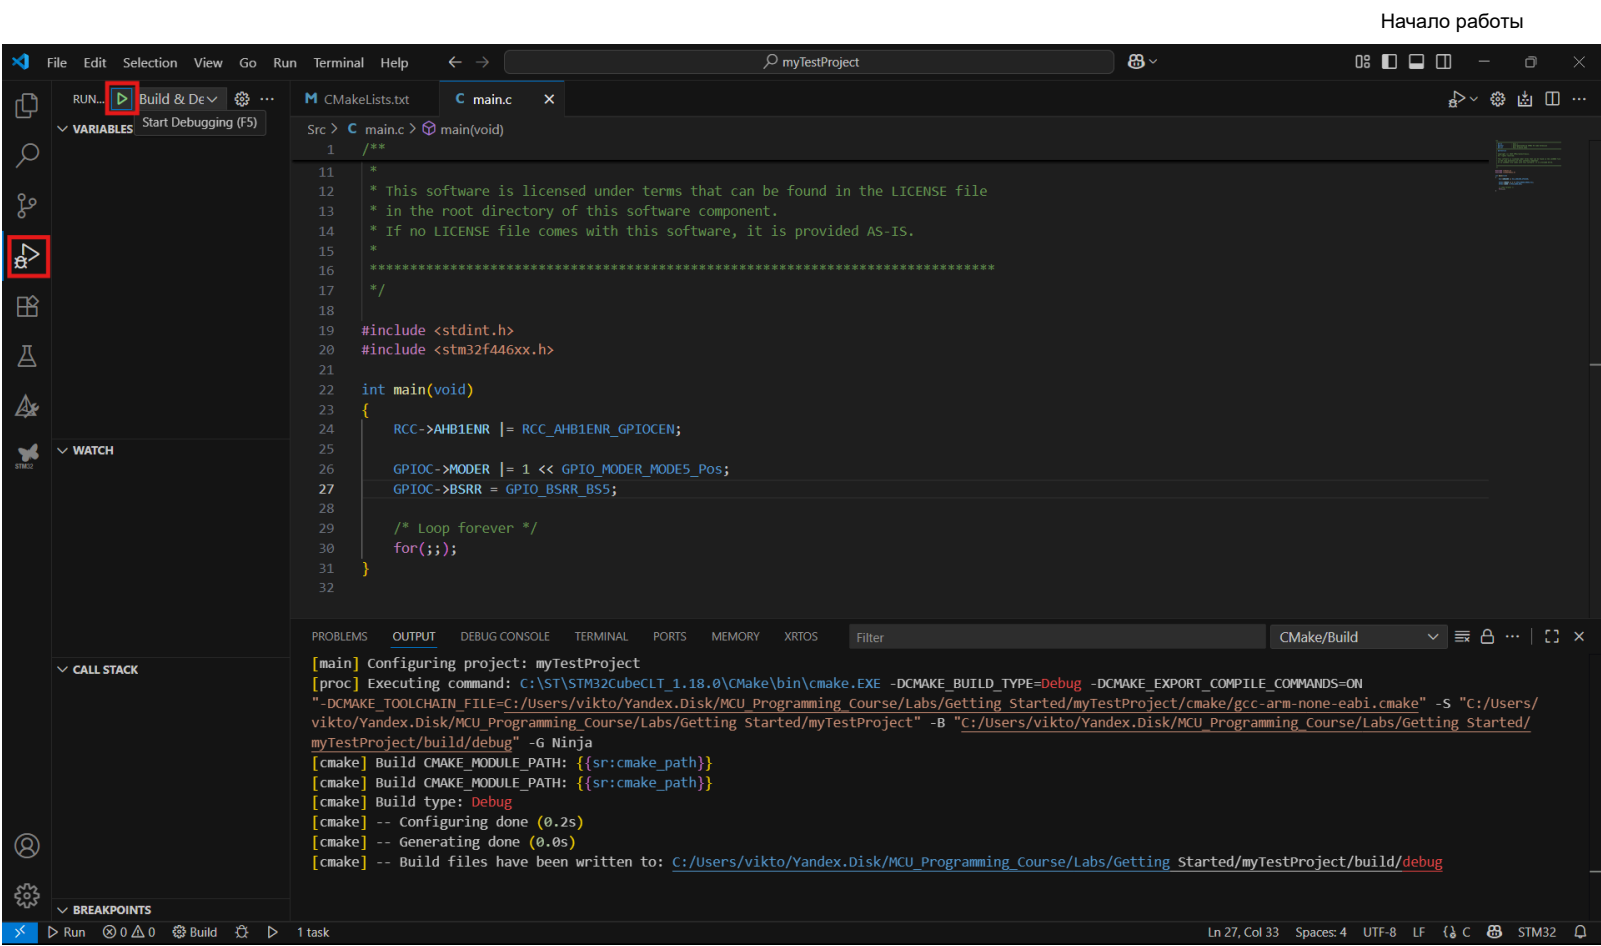 Начало работы
File Edit Selection View Go Run Terminal Help
myTestProject
RUN... Build & De
Start Debugging (F5)
CMakeLists.txt
C main.c
Src > C main.c > main(void)
VARIABLES
1 /**
11 *
12 * This software is licensed under terms that can be found in the LICENSE file
13 * in the root directory of this software component.
14 * If no LICENSE file comes with this software, it is provided AS-IS.
15 *
16 ******************************************************************************
17 */
18
19 #include <stdint.h>
20 #include <stm32f446xx.h>
21
22 int main(void)
23 {
24 RCC->AHB1ENR |= RCC_AHB1ENR_GPIOCEN;
25
26 GPIOC->MODER |= 1 << GPIO_MODER_MODE5_Pos;
27 GPIOC->BSRR = GPIO_BSRR_BS5;
28
29 /* Loop forever */
30 for(;;);
31 }
32
STM32
WATCH
CALL STACK
BREAKPOINTS
PROBLEMS OUTPUT DEBUG CONSOLE TERMINAL PORTS MEMORY XRTOS Filter CMake/Build
[main] Configuring project: myTestProject
[proc] Executing command: C:\ST\STM32CubeCLT_1.18.0\CMake\bin\cmake.EXE -DCMAKE_BUILD_TYPE=Debug -DCMAKE_EXPORT_COMPILE_COMMANDS=ON
"-DCMAKE_TOOLCHAIN_FILE=C:/Users/vikto/Yandex.Disk/MCU_Programming_Course/Labs/Getting Started/myTestProject/cmake/gcc-arm-none-eabi.cmake" -S "C:/Users/
vikto/Yandex.Disk/MCU_Programming_Course/Labs/Getting Started/myTestProject" -B "C:/Users/vikto/Yandex.Disk/MCU_Programming_Course/Labs/Getting Started/
myTestProject/build/debug" -G Ninja
[cmake] Build CMAKE_MODULE_PATH: {{sr:cmake_path}}
[cmake] Build CMAKE_MODULE_PATH: {{sr:cmake_path}}
[cmake] Build type: Debug
[cmake] -- Configuring done (0.2s)
[cmake] -- Generating done (0.0s)
[cmake] -- Build files have been written to: C:/Users/vikto/Yandex.Disk/MCU_Programming_Course/Labs/Getting Started/myTestProject/build/debug
Run 0 0 Build 1 task Ln 27, Col 33 Spaces: 4 UTF-8 LF C STM32